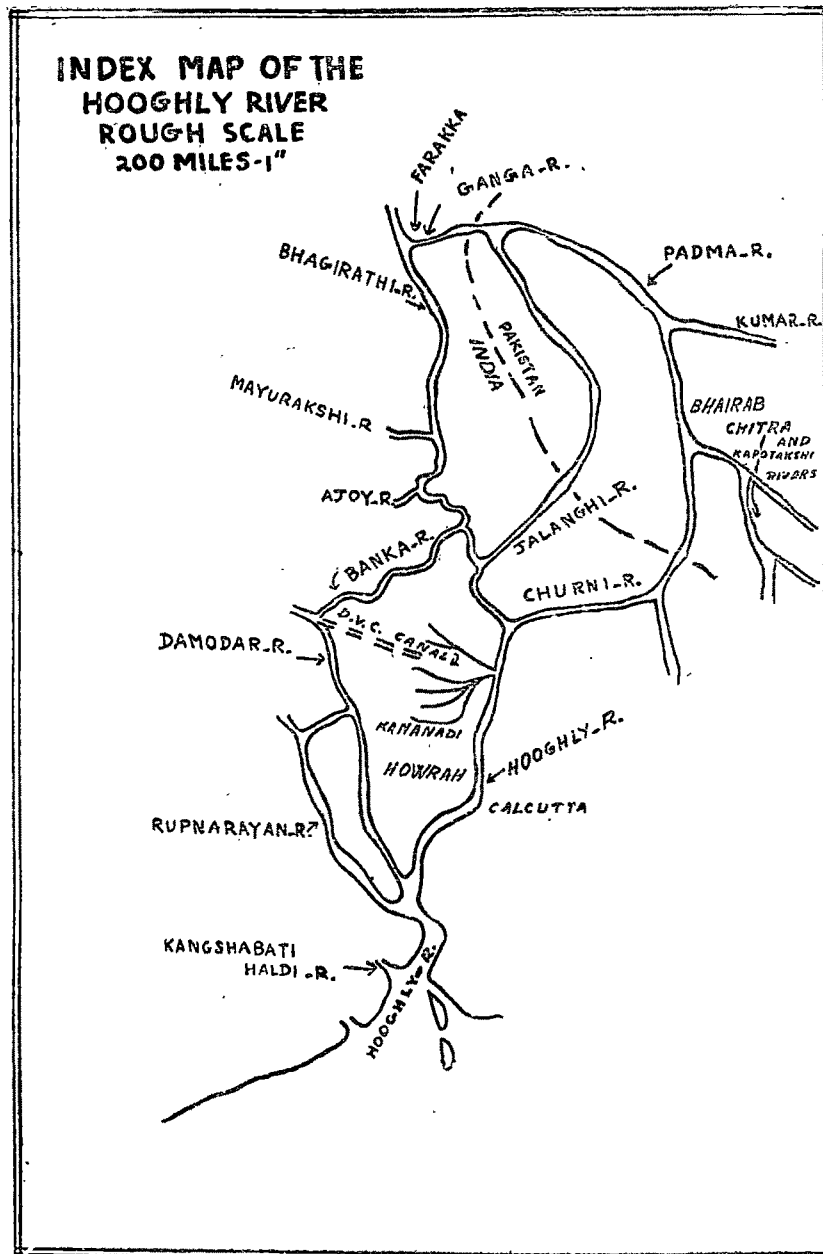 INDEX MAP OF THE
HOOGHLY RIVER
ROUGH SCALE
200 MILES-1"
FARAKKA
GANGA-R.
BHAGIRATHI-R.
PADMA-R.
KUMAR-R.
PAKISTAN
INDIA
MAYURAKSHI-R
BHAIRAB
CHITRA
AND
KAPOTAKSHI
RIVERS
AJOY-R.
BANKA-R.
JALANGHI-R.
CHURNI-R.
D.V.C. CANAL
DAMODAR-R.
KANANADI
HOWRAH
HOOGHLY-R.
CALCUTTA
RUPNARAYAN-R.
KANGSHABATI
HALDI-R.
HOOGHLY-R.